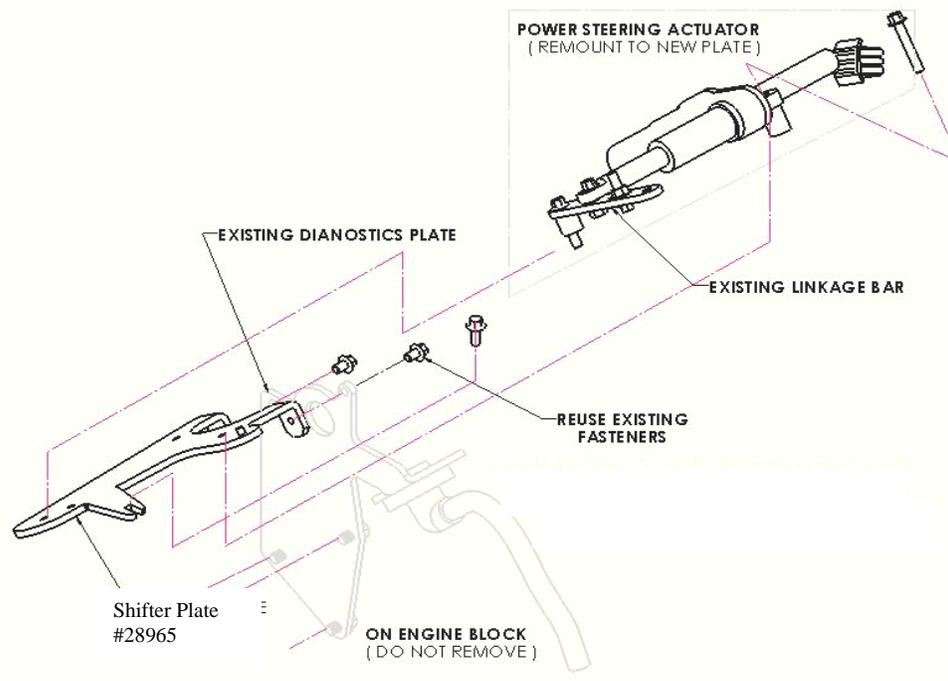 POWER STEERING ACTUATOR
( REMOUNT TO NEW PLATE )
EXISTING DIANOSTICS PLATE
EXISTING LINKAGE BAR
REUSE EXISTING
FASTENERS
Shifter Plate
#28965
E
ON ENGINE BLOCK
( DO NOT REMOVE )